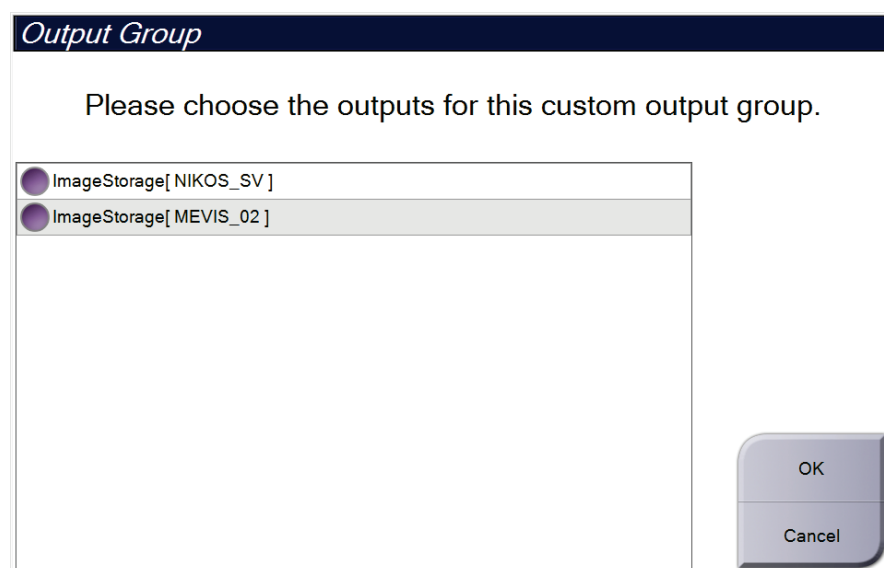 Output Group
Please choose the outputs for this custom output group.
ImageStorage[ NIKOS_SV ]
ImageStorage[ MEVIS_02 ]
OK
Cancel